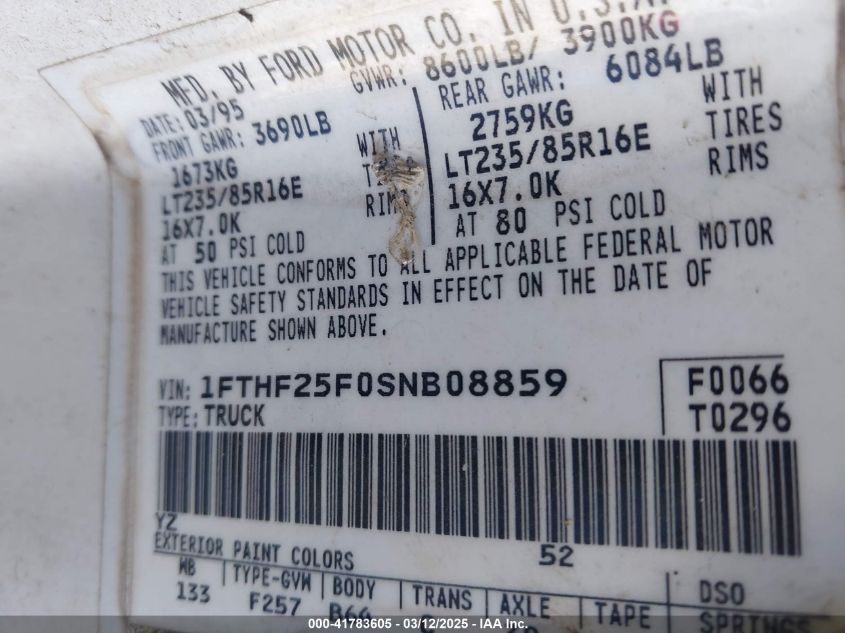 MFD. BY FORD MOTOR CO. IN U.S.A.
DATE: 03/95 GVWR: 8600LB/ 3900KG
FRONT GAWR: 3690LB REAR GAWR: 6084LB
1673KG WITH 2759KG WITH
LT235/85R16E LT235/85R16E TIRES
16X7.0K RIMS 16X7.0K RIMS
AT 50 PSI COLD AT 80 PSI COLD
THIS VEHICLE CONFORMS TO ALL APPLICABLE FEDERAL MOTOR
VEHICLE SAFETY STANDARDS IN EFFECT ON THE DATE OF
MANUFACTURE SHOWN ABOVE.
VIN: 1FTHF25F0SNB08859 F0066
TYPE: TRUCK T0296
YZ 52
EXTERIOR PAINT COLORS DSO
WB TYPE-GVW BODY TRANS AXLE TAPE SPRINGS
133 F257
000-41783605 - 03/12/2025 - IAA Inc.